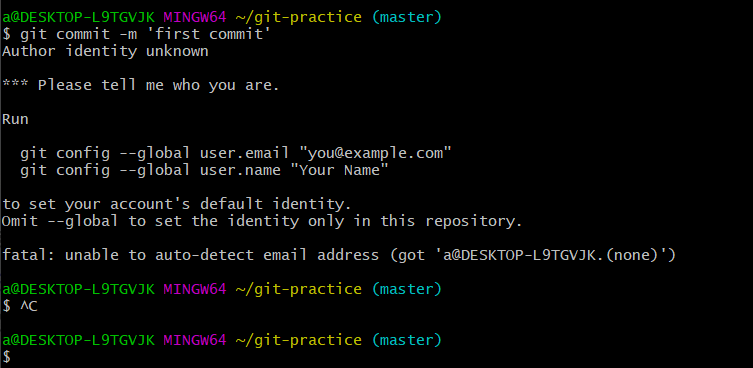 a@DESKTOP-L9TGVJK MINGW64 ~/git-practice (master)
$ git commit -m 'first commit'
Author identity unknown
*** Please tell me who you are.
Run
  git config --global user.email "you@example.com"
  git config --global user.name "Your Name"
to set your account's default identity.
Omit --global to set the identity only in this repository.
fatal: unable to auto-detect email address (got 'a@DESKTOP-L9TGVJK.(none)')
a@DESKTOP-L9TGVJK MINGW64 ~/git-practice (master)
$ ^C
a@DESKTOP-L9TGVJK MINGW64 ~/git-practice (master)
$